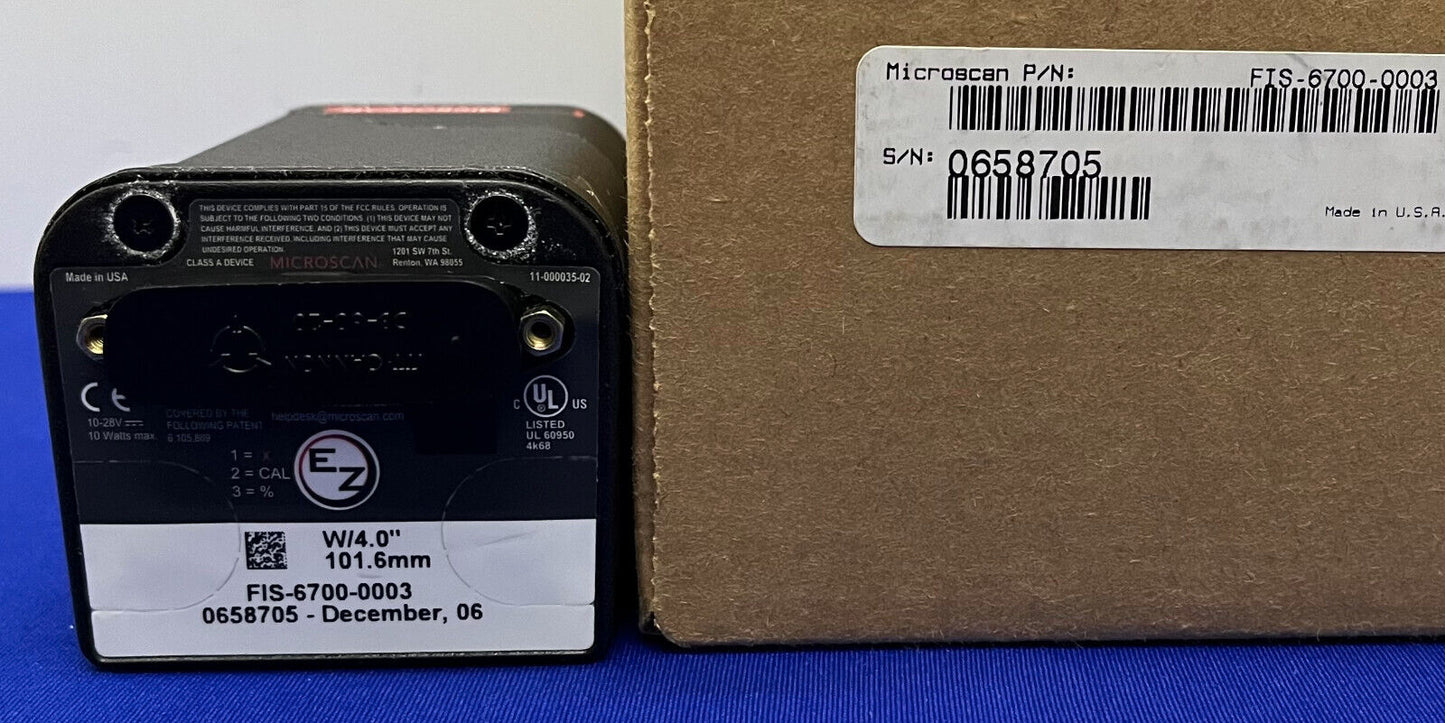 THIS DEVICE COMPLIES WITH PART 15 OF THE FCC RULES. OPERATION IS
SUBJECT TO THE FOLLOWING TWO CONDITIONS. (1) THIS DEVICE MAY NOT
CAUSE HARMFUL INTERFERENCE, AND (2) THIS DEVICE MUST ACCEPT ANY
INTERFERENCE RECEIVED, INCLUDING INTERFERENCE THAT MAY CAUSE
UNDESIRED OPERATION.
CLASS A DEVICE MICROSCAN 1201 SW 7th St.
Renton, WA 98055
Made in USA 11-000035-02
CE
10-28V
10 Watts max.
COVERED BY THE
FOLLOWING PATENT
6,105,869
helpdesk@microscan.com
C UL US
LISTED
UL 60950
4k68
1 =
2 = CAL
3 = %
EZ
W/4.0"
101.6mm
FIS-6700-0003
0658705 - December, 06
Microscan P/N: FIS-6700-0003
S/N: 0658705
Made in U.S.A.